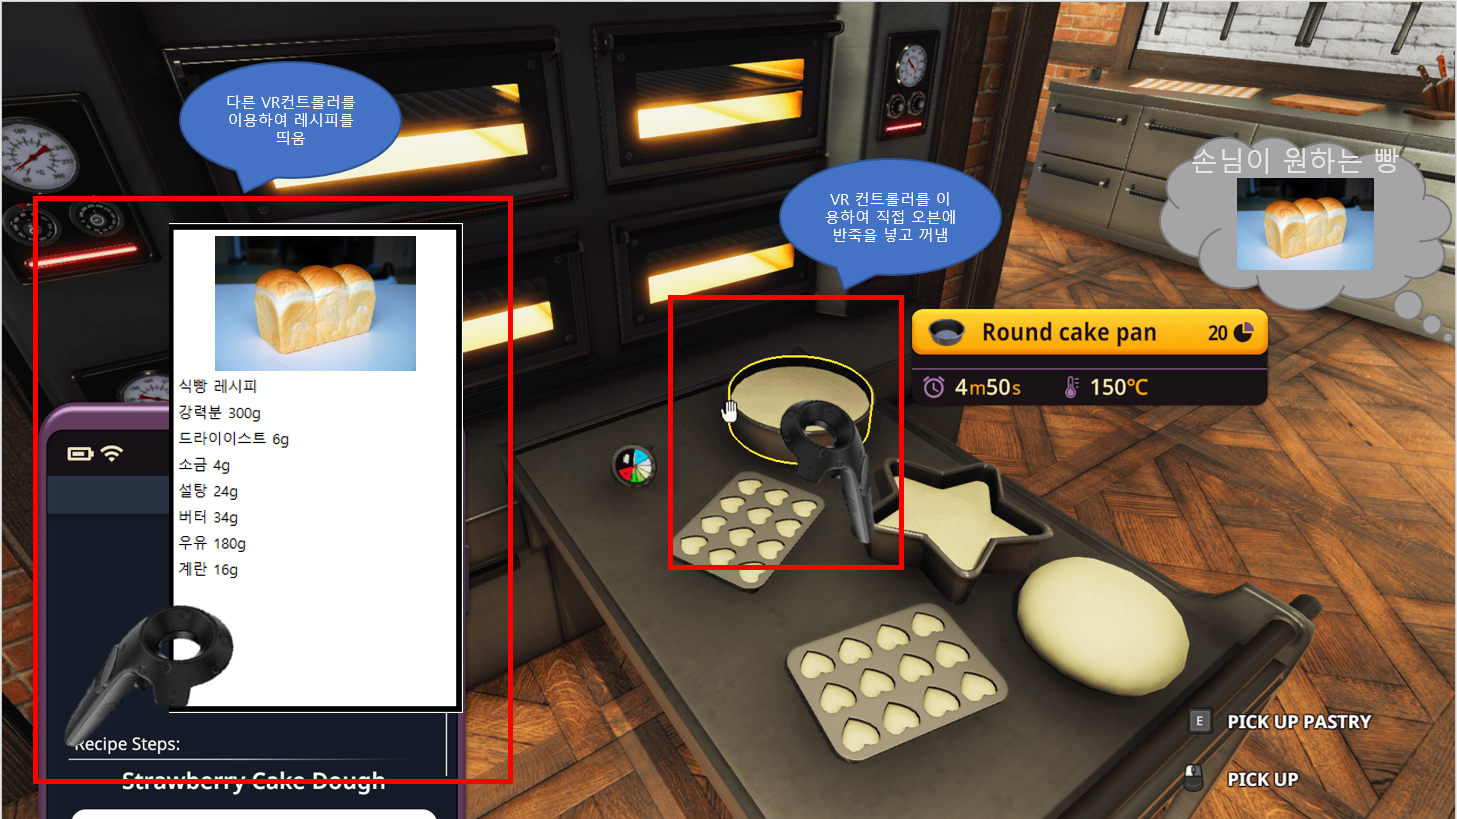 다른 VR컨트롤러를
이용하여 레시피를
띄움
VR 컨트롤러를 이
용하여 직접 오븐에
반죽을 넣고 꺼냄
손님이 원하는 빵
식빵 레시피
강력분 300g
드라이이스트 6g
소금 4g
설탕 24g
버터 34g
우유 180g
계란 16g
Round cake pan 20
4m50s 150℃
Recipe Steps:
Strawberry Cake Dough
E PICK UP PASTRY
PICK UP